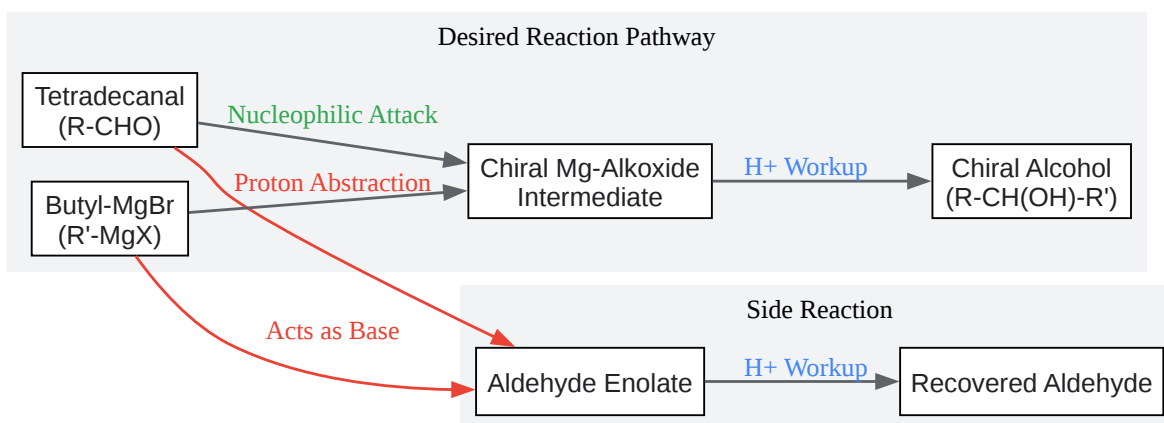 Desired Reaction Pathway
Tetradecanal
(R-CHO)
Nucleophilic Attack
Proton Abstraction
Butyl-MgBr
(R'-MgX)
Chiral Mg-Alkoxide
Intermediate
H+ Workup
Chiral Alcohol
(R-CH(OH)-R')
Side Reaction
Acts as Base
Aldehyde Enolate
H+ Workup
Recovered Aldehyde